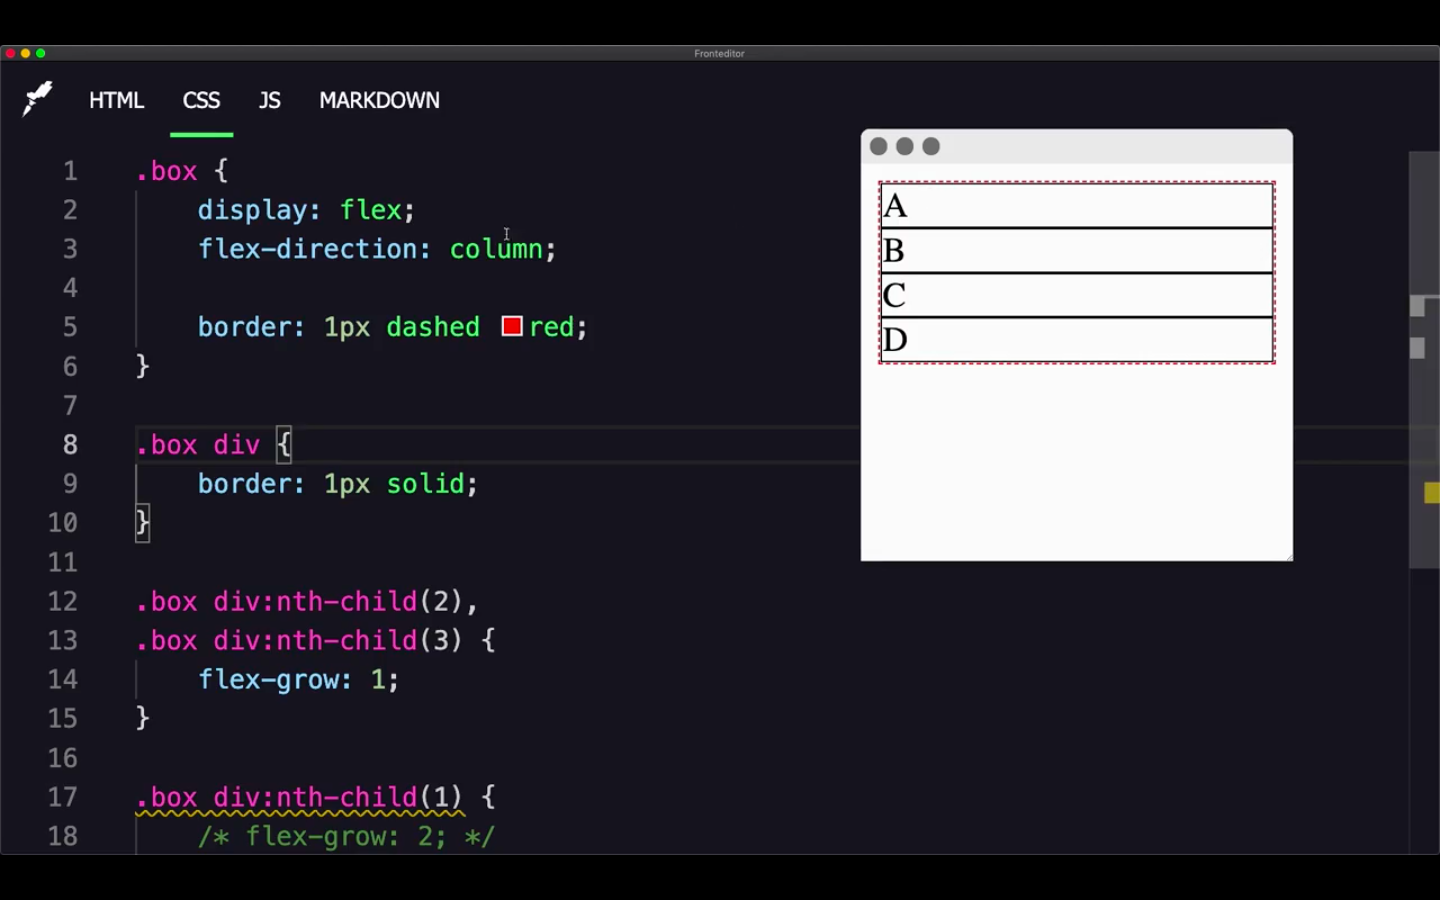 Fronteditor
HTML CSS JS MARKDOWN
1 .box {
2 display: flex;
3 flex-direction: column;
4
5 border: 1px dashed red;
6 }
7
8 .box div {
9 border: 1px solid;
10 }
11
12 .box div:nth-child(2),
13 .box div:nth-child(3) {
14 flex-grow: 1;
15 }
16
17 .box div:nth-child(1) {
18 /* flex-grow: 2; */
A
B
C
D